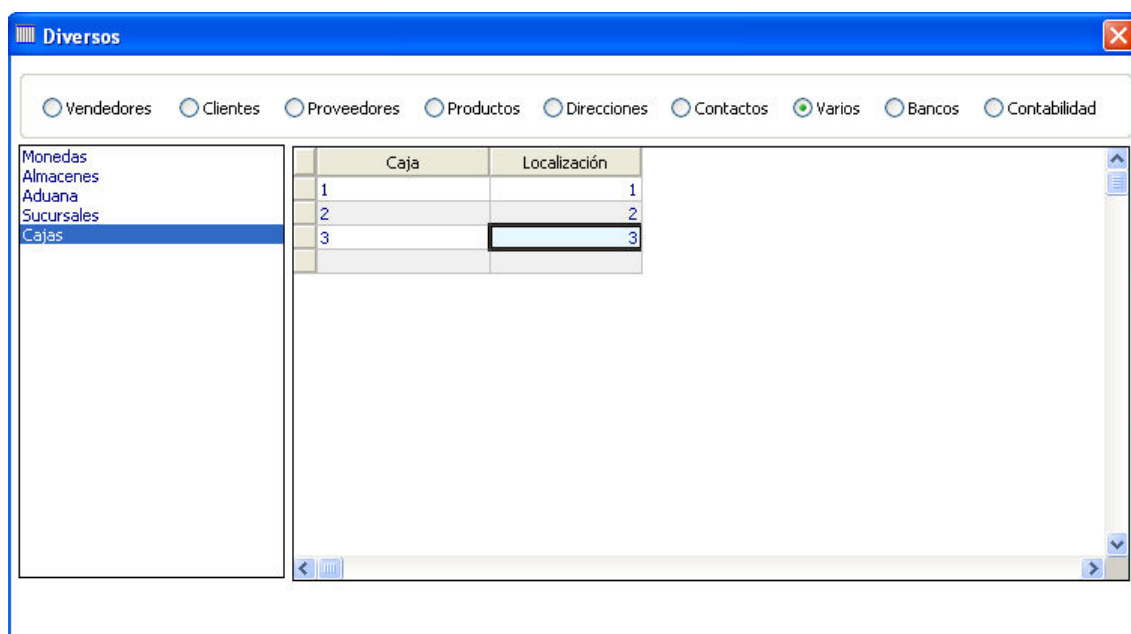 Diversos
Vendedores Clientes Proveedores Productos Direcciones Contactos Varios Bancos Contabilidad
Monedas
Almacenes
Aduana
Sucursales
Cajas
Caja Localización
1 1
2 2
3 3